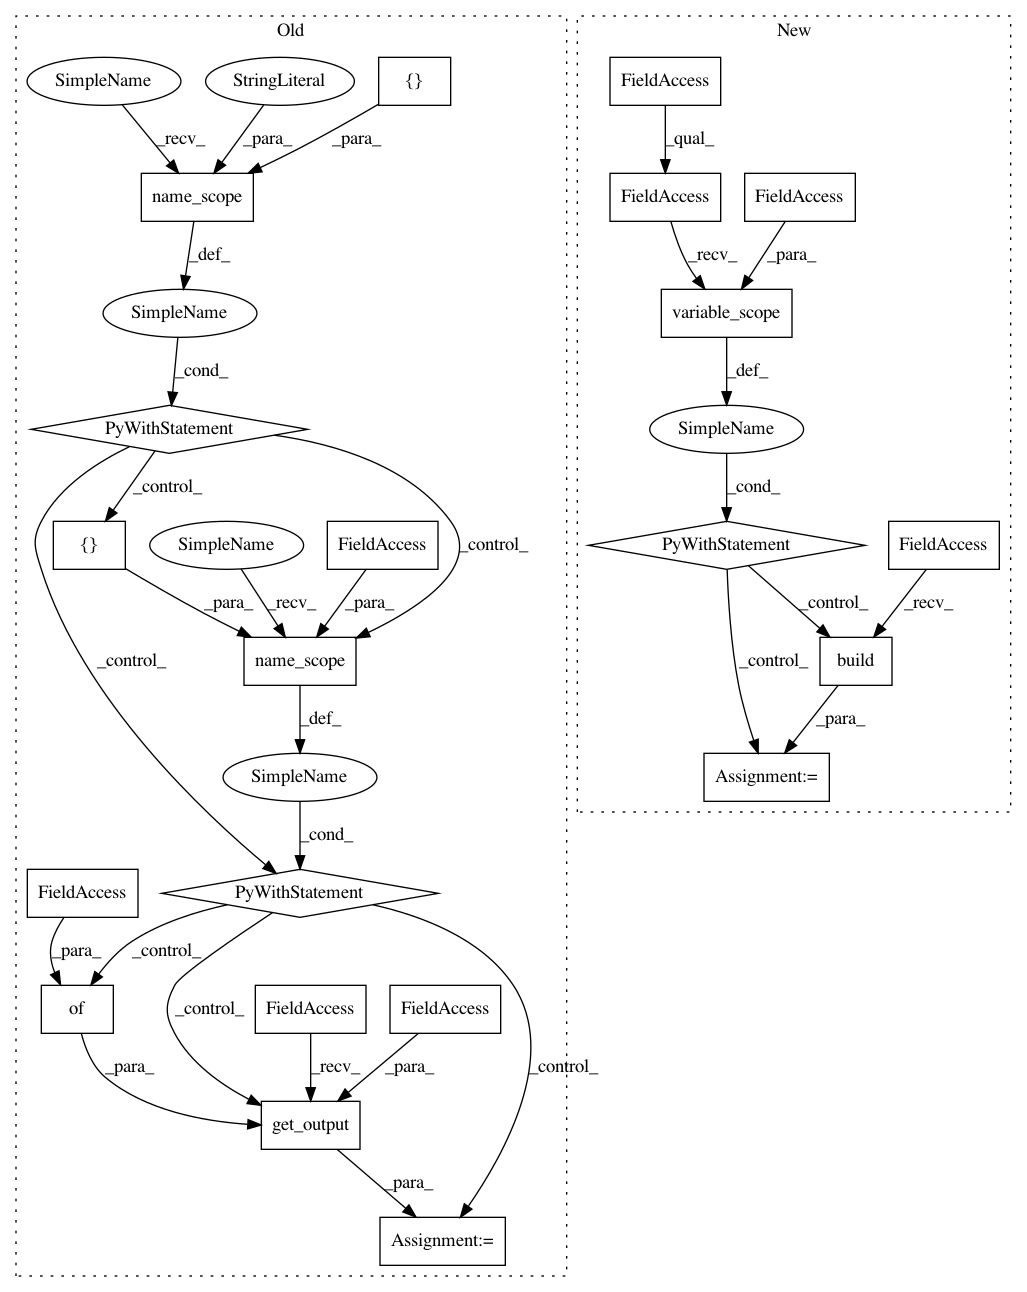 Old
New
SimpleName
StringLiteral
{}
FieldAccess
_recv_
_para_
_para_
_qual_
name_scope
FieldAccess
FieldAccess
_def_
_recv_
_para_
SimpleName
variable_scope
_cond_
_def_
PyWithStatement
SimpleName
_control_
_cond_
{}
SimpleName
FieldAccess
_control_
PyWithStatement
FieldAccess
_para_
_recv_
_para_
_control_
_recv_
_control_
name_scope
_control_
build
_def_
_para_
SimpleName
Assignment:=
_cond_
FieldAccess
PyWithStatement
_para_
_control_
of
_control_
FieldAccess
FieldAccess
_para_
_recv_
_para_
_control_
get_output
_para_
Assignment:=